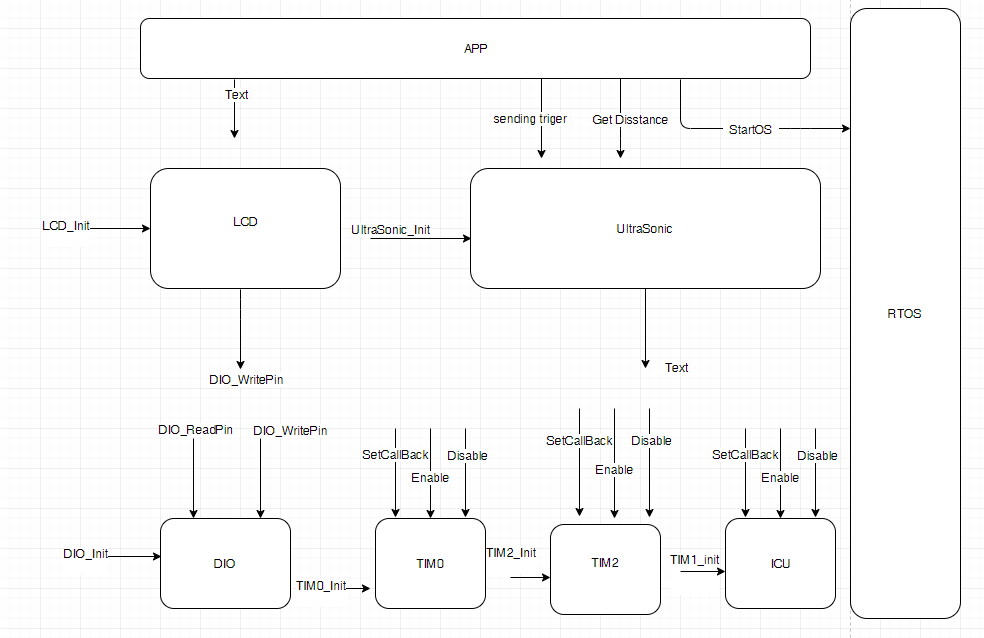 APP
Text
sending triger
Get Disstance
StartOS
LCD_Init
LCD
UltraSonic_Init
UltraSonic
RTOS
DIO_WritePin
Text
DIO_ReadPin
DIO_WritePin
SetCallBack
Enable
Disable
SetCallBack
Enable
Disable
SetCallBack
Enable
Disable
DIO_Init
DIO
TIM0_Init
TIM0
TIM2_Init
TIM2
TIM1_init
ICU